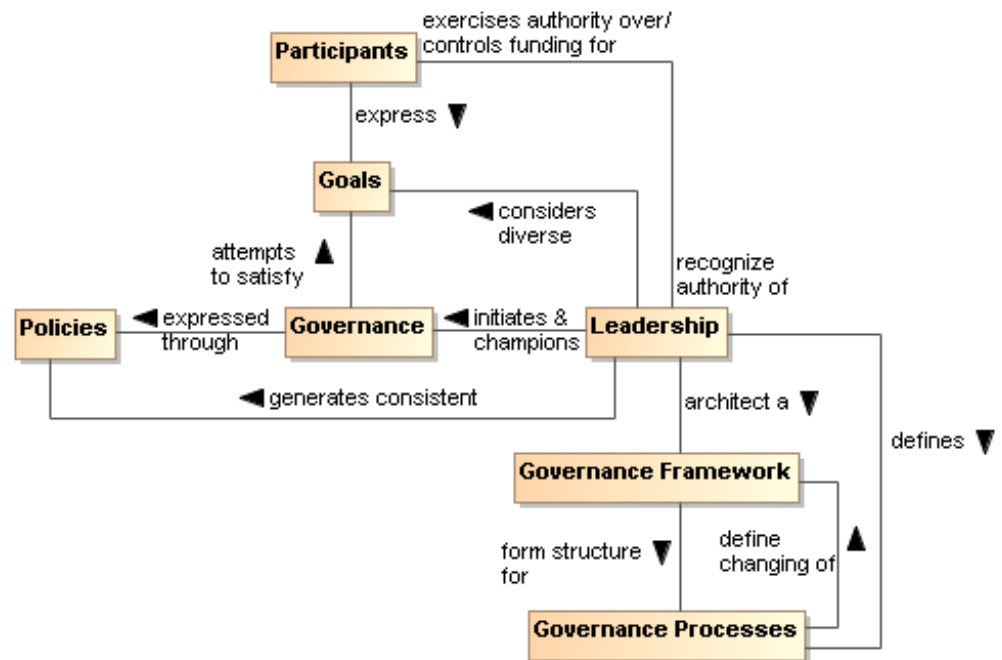 exercises authority over/
controls funding for
Participants
express
Goals
considers
diverse
attempts
to satisfy
recognize
authority of
Policies
expressed
through
Governance
initiates &
champions
Leadership
generates consistent
architect a
defines
Governance Framework
form structure
for
define
changing of
Governance Processes